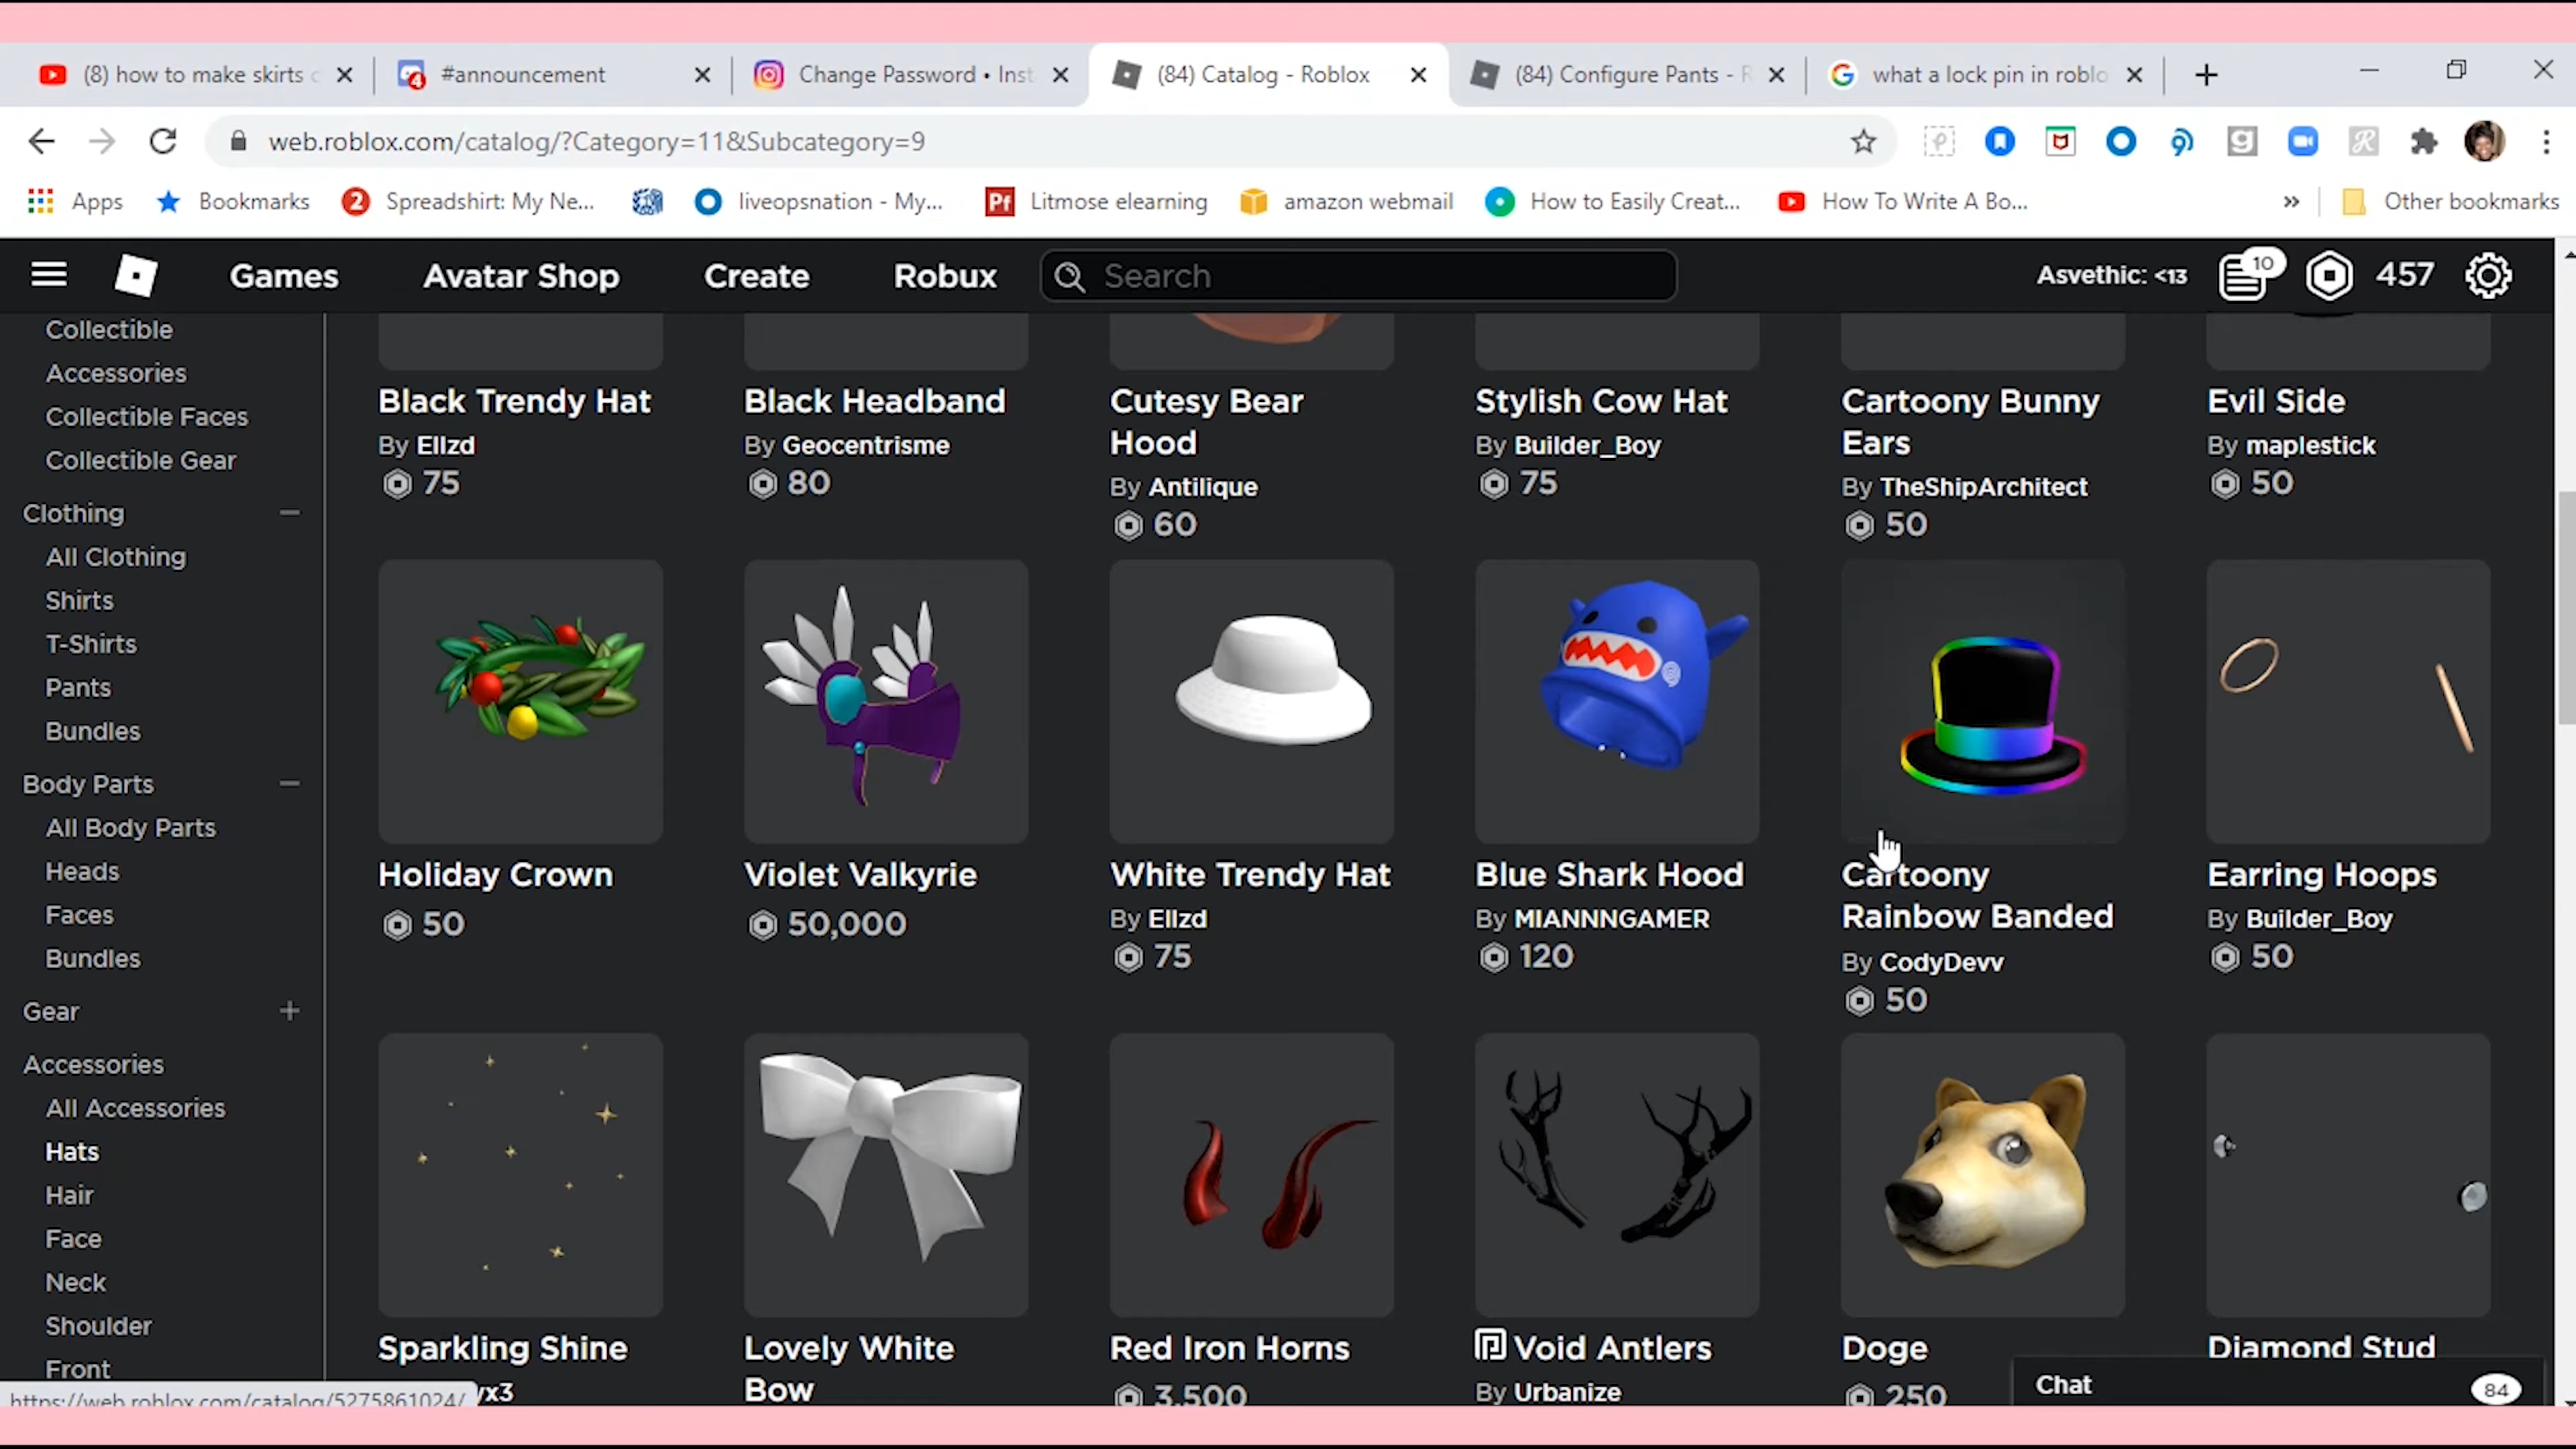 (8) how to make skirts
#announcement
Change Password • Inst
(84) Catalog - Roblox
(84) Configure Pants - R
what a lock pin in roblo
web.roblox.com/catalog/?Category=11&Subcategory=9
Apps
Bookmarks
Spreadshirt: My Ne...
liveopsnation - My...
Litmose elearning
amazon webmail
How to Easily Creat...
How To Write A Bo...
»
Other bookmarks
Games
Avatar Shop
Create
Robux
Search
Asvethic: <13
10
457
Collectible
Accessories
Collectible Faces
Collectible Gear
Clothing
All Clothing
Shirts
T-Shirts
Pants
Bundles
Body Parts
All Body Parts
Heads
Faces
Bundles
Gear
Accessories
All Accessories
Hats
Hair
Face
Neck
Shoulder
Front
Black Trendy Hat
By Ellzd
75
Black Headband
By Geocentrisme
80
Cutesy Bear
Hood
By Antilique
60
Stylish Cow Hat
By Builder_Boy
75
Cartoony Bunny
Ears
By TheShipArchitect
50
Evil Side
By maplestick
50
Holiday Crown
50
Violet Valkyrie
50,000
White Trendy Hat
By Ellzd
75
Blue Shark Hood
By MIANNNGAMER
120
Cartoony
Rainbow Banded
By CodyDevv
50
Earring Hoops
By Builder_Boy
50
Sparkling Shine
yx3
Lovely White
Bow
Red Iron Horns
3,500
Void Antlers
By Urbanize
Doge
250
Diamond Stud
Chat
84
https://web.roblox.com/catalog/5275861024/